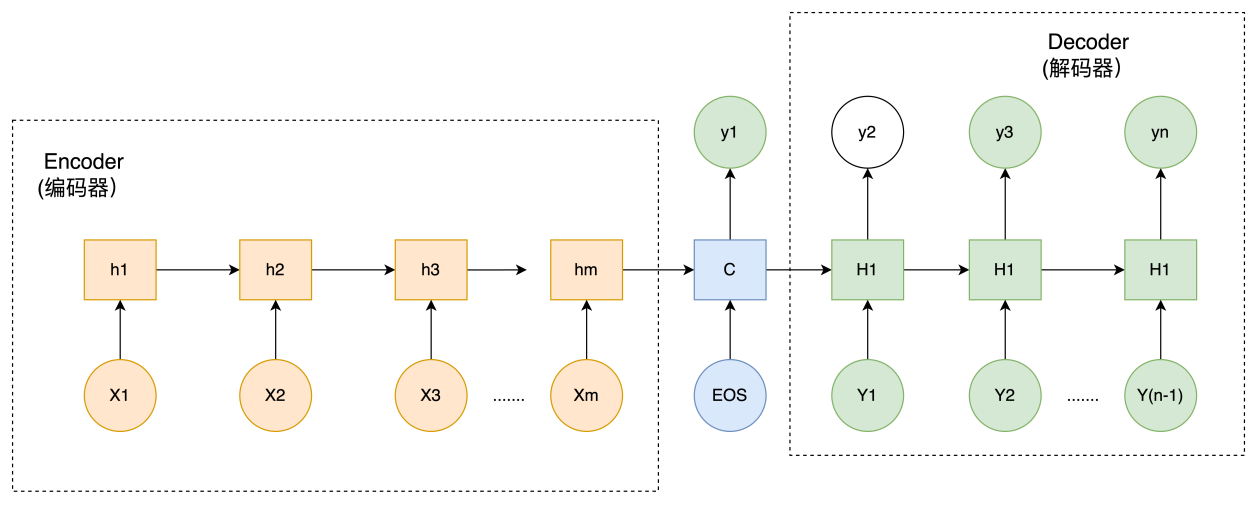 Decoder
(解码器）
y1
y2
y3
yn
Encoder
(编码器）
h1
h2
h3
hm
C
H1
H1
H1
X1
X2
X3
.......
Xm
EOS
Y1
Y2
.......
Y(n-1)